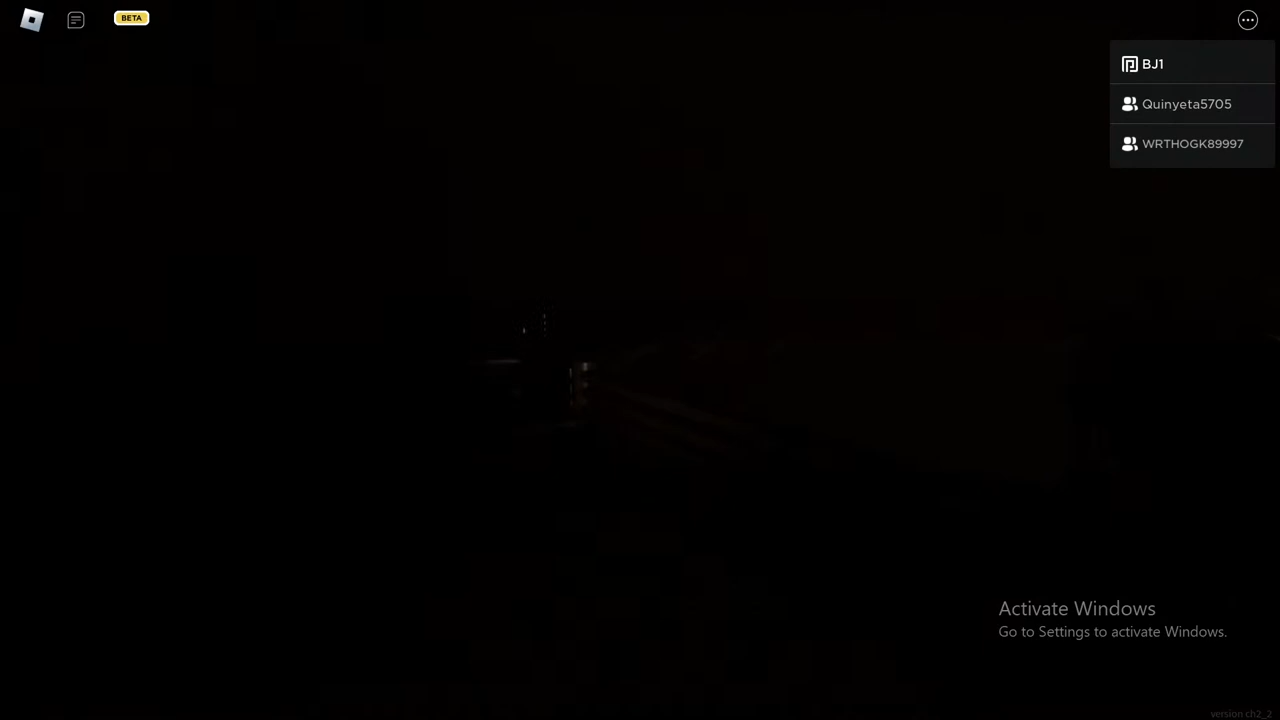 BETA
BJ1
Quinyeta5705
WRTHOGK89997
Activate Windows
Go to Settings to activate Windows.
version ch2_2